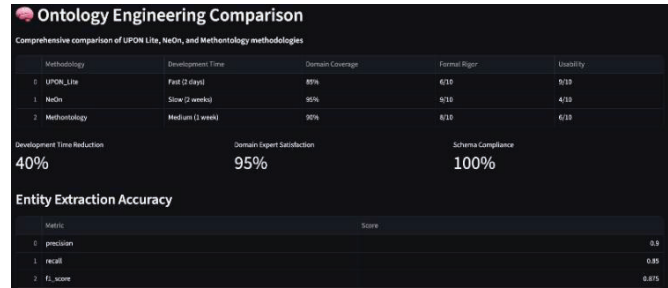 🧠 Ontology Engineering Comparison
Comprehensive comparison of UPON Lite, NeOn, and Methontology methodologies
Methodology Development Time Domain Coverage Formal Rigor Usability
0 UPON_Lite Fast (2 days) 85% 6/10 9/10
1 NeOn Slow (2 weeks) 95% 9/10 4/10
2 Methontology Medium (1 week) 90% 8/10 6/10
Development Time Reduction Domain Expert Satisfaction Schema Compliance
40% 95% 100%
Entity Extraction Accuracy
Metric Score
0 precision 0.9
1 recall 0.85
2 f1_score 0.875